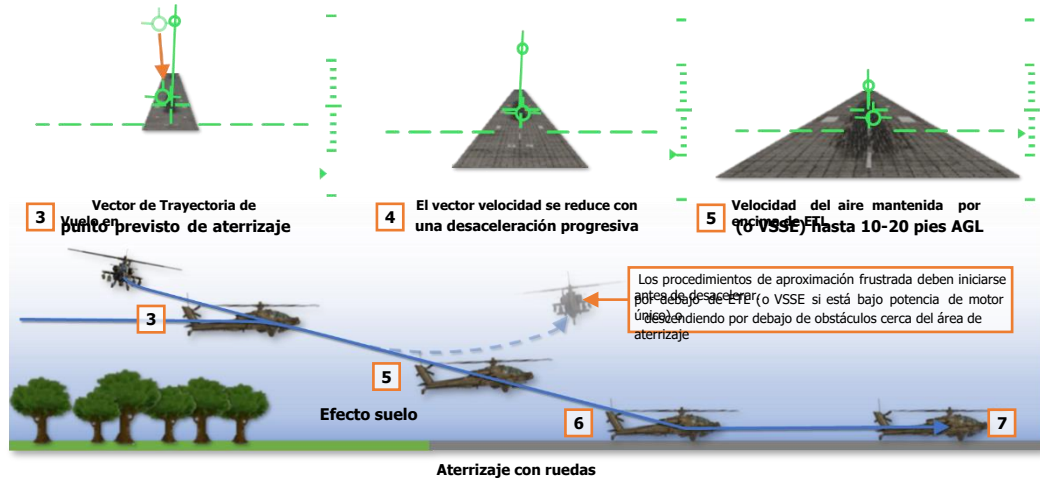 3
Vector de Trayectoria de
Vuelo en
punto previsto de aterrizaje
4
El vector velocidad se reduce con
una desaceleración progresiva
5
Velocidad del aire mantenida por
encima de ETL
(o VSSE) hasta 10-20 pies AGL
Los procedimientos de aproximación frustrada deben iniciarse
antes de desacelerar
por debajo de ETL (o VSSE si está bajo potencia de motor
único) o
descendiendo por debajo de obstáculos cerca del área de
aterrizaje
3
5
Efecto suelo
6
7
Aterrizaje con ruedas